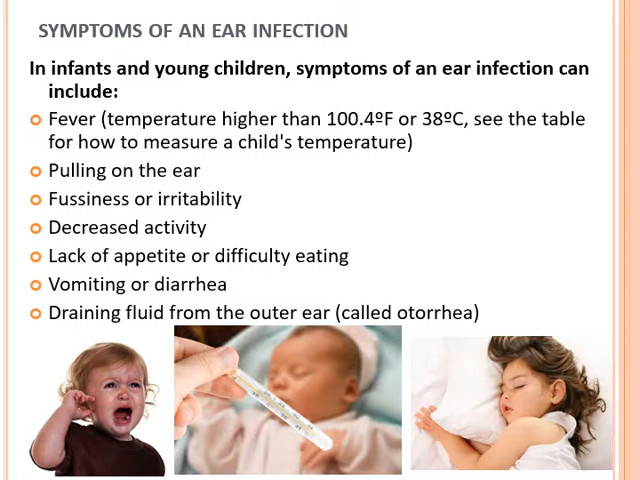 SYMPTOMS OF AN EAR INFECTION
In infants and young children, symptoms of an ear infection can
include:
Fever (temperature higher than 100.4ºF or 38ºC, see the table
for how to measure a child's temperature)
Pulling on the ear
Fussiness or irritability
Decreased activity
Lack of appetite or difficulty eating
Vomiting or diarrhea
Draining fluid from the outer ear (called otorrhea)